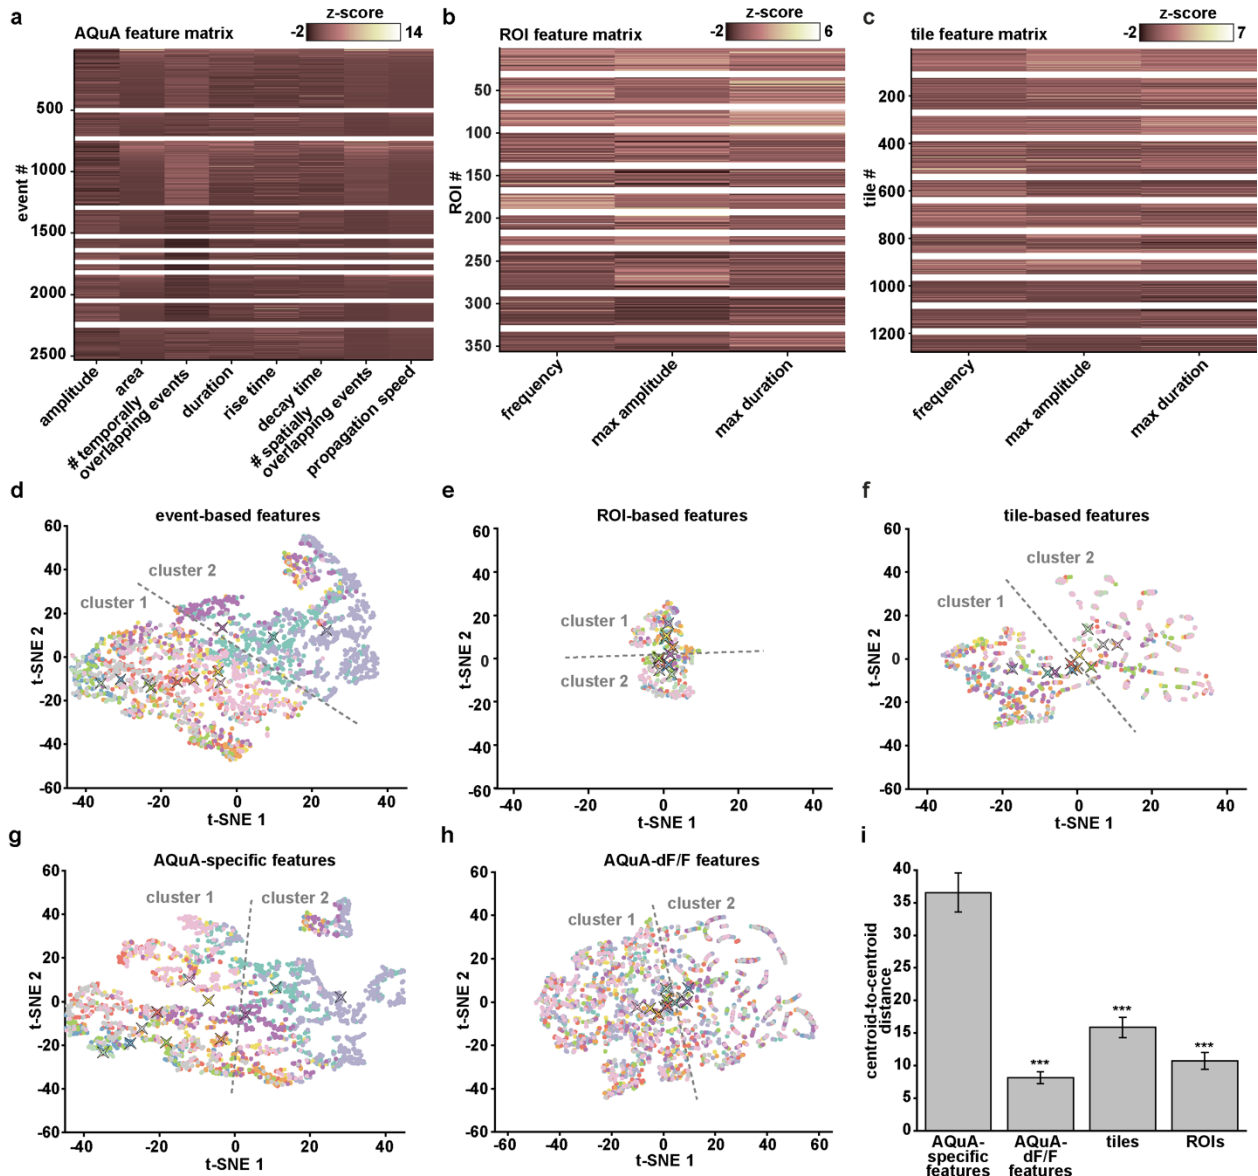 a
AQuA feature matrix
z-score
-2
14
event #
500
1000
1500
2000
2500
amplitude
area
# temporally
overlapping events
duration
rise time
decay time
# spatially
overlapping events
propagation speed
b
ROI feature matrix
z-score
-2
6
ROI #
50
100
150
200
250
300
350
frequency
max amplitude
max duration
c
tile feature matrix
z-score
-2
7
tile #
200
400
600
800
1000
1200
frequency
max amplitude
max duration
d
event-based features
cluster 2
cluster 1
t-SNE 2
60
40
20
0
-20
-40
-60
-40
-20
0
20
40
t-SNE 1
e
ROI-based features
cluster 1
cluster 2
t-SNE 2
60
40
20
0
-20
-40
-60
-40
-20
0
20
40
t-SNE 1
f
tile-based features
cluster 2
cluster 1
t-SNE 2
60
40
20
0
-20
-40
-60
-40
-20
0
20
40
60
t-SNE 1
g
AQuA-specific features
cluster 1
cluster 2
t-SNE 2
60
40
20
0
-20
-40
-60
-40
-20
0
20
40
t-SNE 1
h
AQuA-dF/F features
cluster 1
cluster 2
t-SNE 2
60
40
20
0
-20
-40
-60
-60
-40
-20
0
20
40
60
t-SNE 1
i
centroid-to-centroid
distance
40
35
30
25
20
15
10
5
0
***
***
***
AQuA-
specific
features
AQuA-
dF/F
features
tiles
ROIs